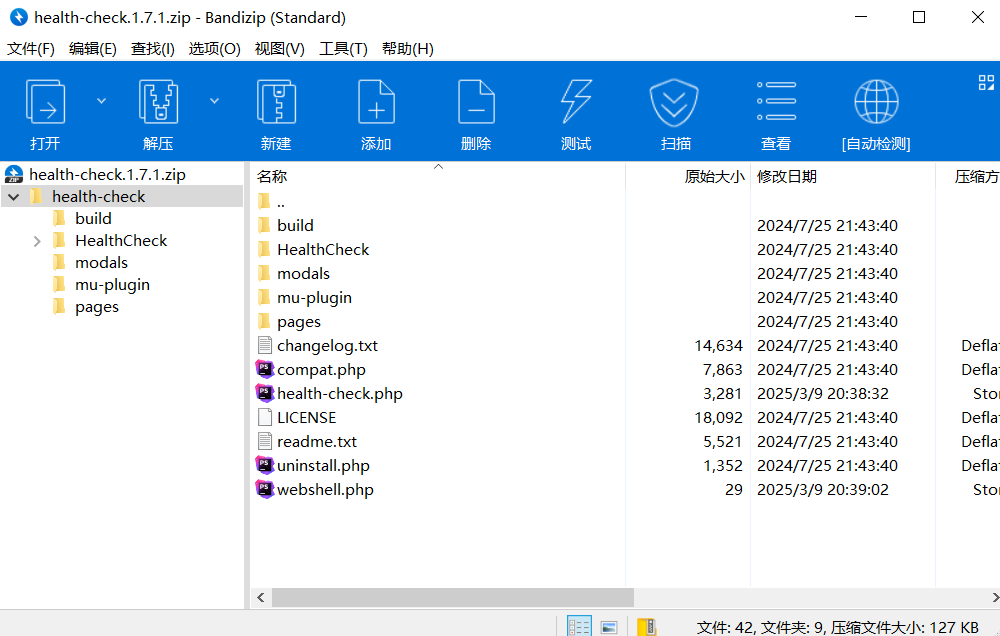 health-check.1.7.1.zip - Bandizip (Standard)
文件(F) 编辑(E) 查找(I) 选项(O) 视图(V) 工具(T) 帮助(H)
打开 解压 新建 添加 删除 测试 扫描 查看 [自动检测]
health-check.1.7.1.zip
health-check
build
HealthCheck
modals
mu-plugin
pages
名称 原始大小 修改日期 压缩方
..
build 2024/7/25 21:43:40
HealthCheck 2024/7/25 21:43:40
modals 2024/7/25 21:43:40
mu-plugin 2024/7/25 21:43:40
pages 2024/7/25 21:43:40
changelog.txt 14,634 2024/7/25 21:43:40 Defla
compat.php 7,863 2024/7/25 21:43:40 Defla
health-check.php 3,281 2025/3/9 20:38:32 Sto
LICENSE 18,092 2024/7/25 21:43:40 Defla
readme.txt 5,521 2024/7/25 21:43:40 Defla
uninstall.php 1,352 2024/7/25 21:43:40 Defla
webshell.php 29 2025/3/9 20:39:02 Sto
文件: 42, 文件夹: 9, 压缩文件大小: 127 KB